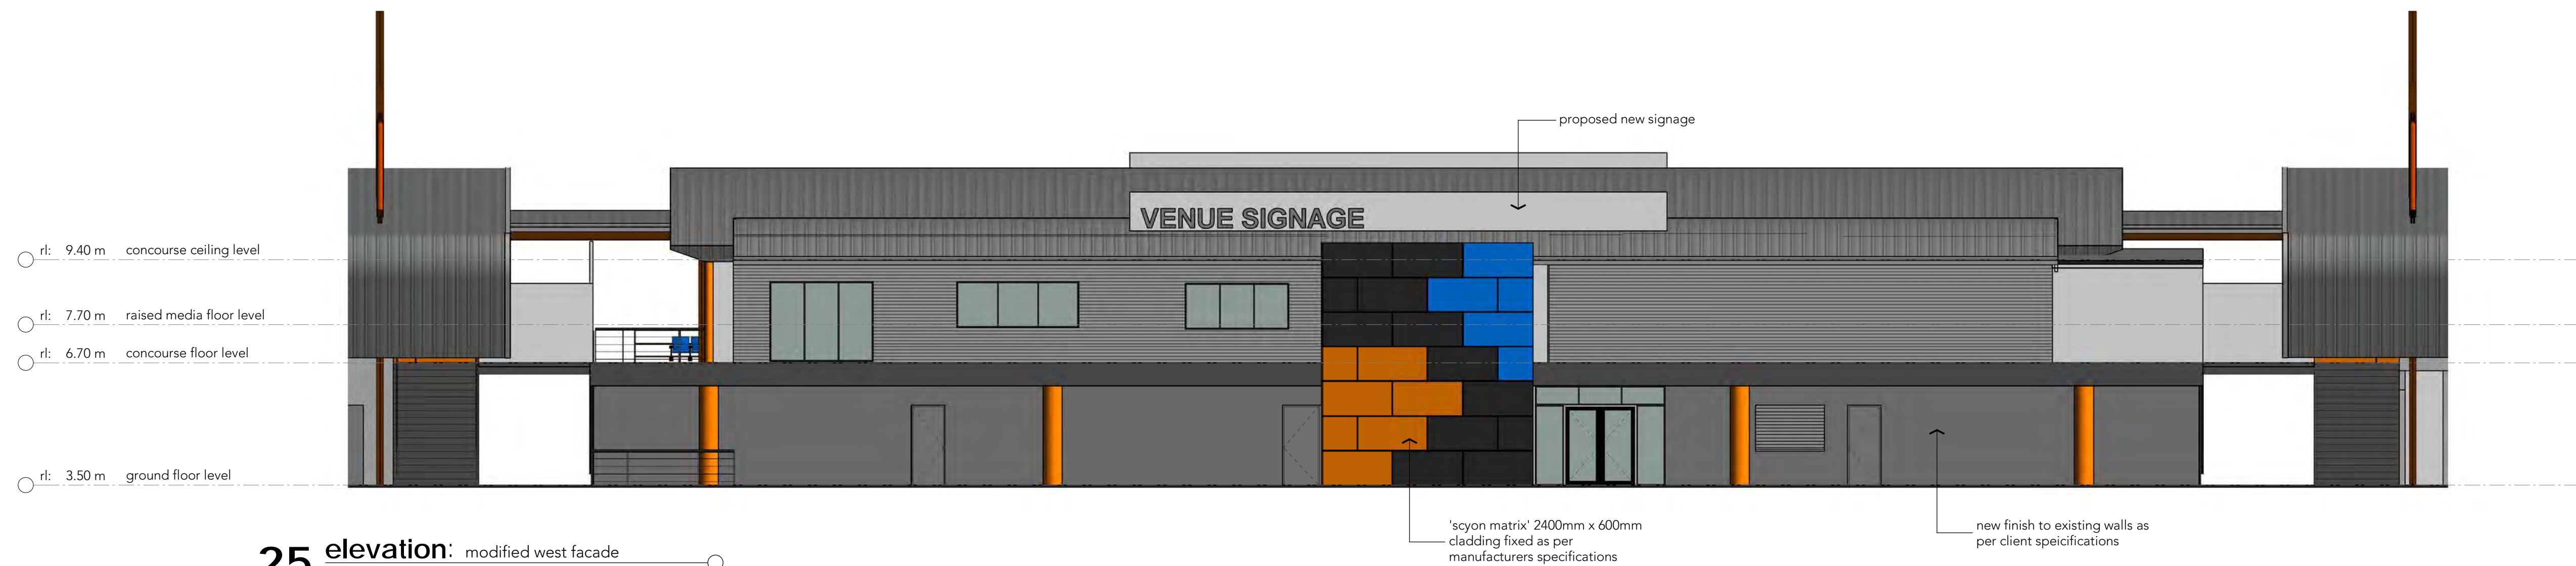 proposed new signage
VENUE SIGNAGE
rl: 9.40 m concourse ceiling level
rl: 7.70 m raised media floor level
rl: 6.70 m concourse floor level
rl: 3.50 m ground floor level
'scyon matrix' 2400mm x 600mm
cladding fixed as per
manufacturers specifications
new finish to existing walls as
per client speicifications
25 elevation: modified west facade